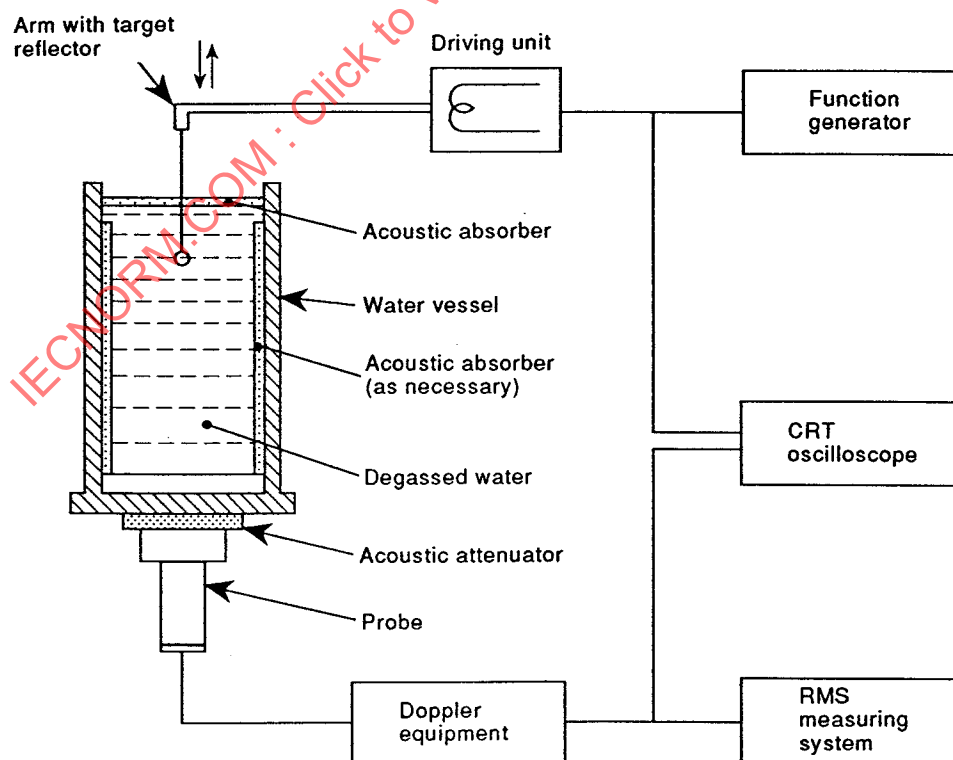 Arm with target
reflector
Driving unit
Function
generator
Acoustic absorber
Water vessel
Acoustic absorber
(as necessary)
CRT
oscilloscope
Degassed water
Acoustic attenuator
Probe
Doppler
equipment
RMS
measuring
system
IECNORM.COM : Click to v